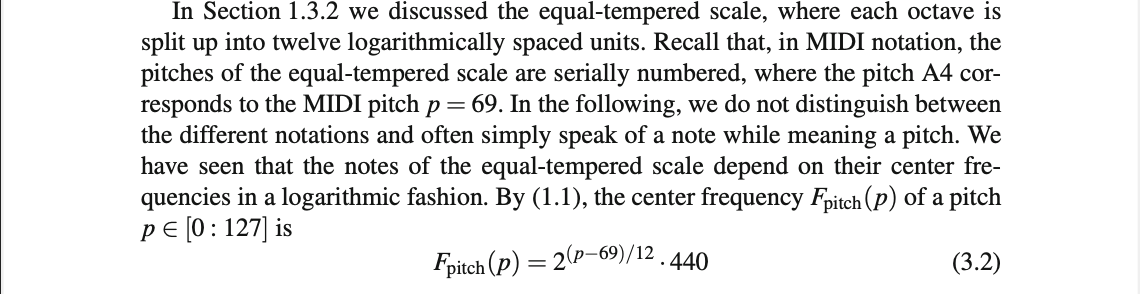 In Section 1.3.2 we discussed the equal-tempered scale, where each octave is
split up into twelve logarithmically spaced units. Recall that, in MIDI notation, the
pitches of the equal-tempered scale are serially numbered, where the pitch A4 cor-
responds to the MIDI pitch p = 69. In the following, we do not distinguish between
the different notations and often simply speak of a note while meaning a pitch. We
have seen that the notes of the equal-tempered scale depend on their center fre-
quencies in a logarithmic fashion. By (1.1), the center frequency F_pitch(p) of a pitch
p ∈ [0 : 127] is
F_pitch(p) = 2^(p−69)/12 · 440 (3.2)